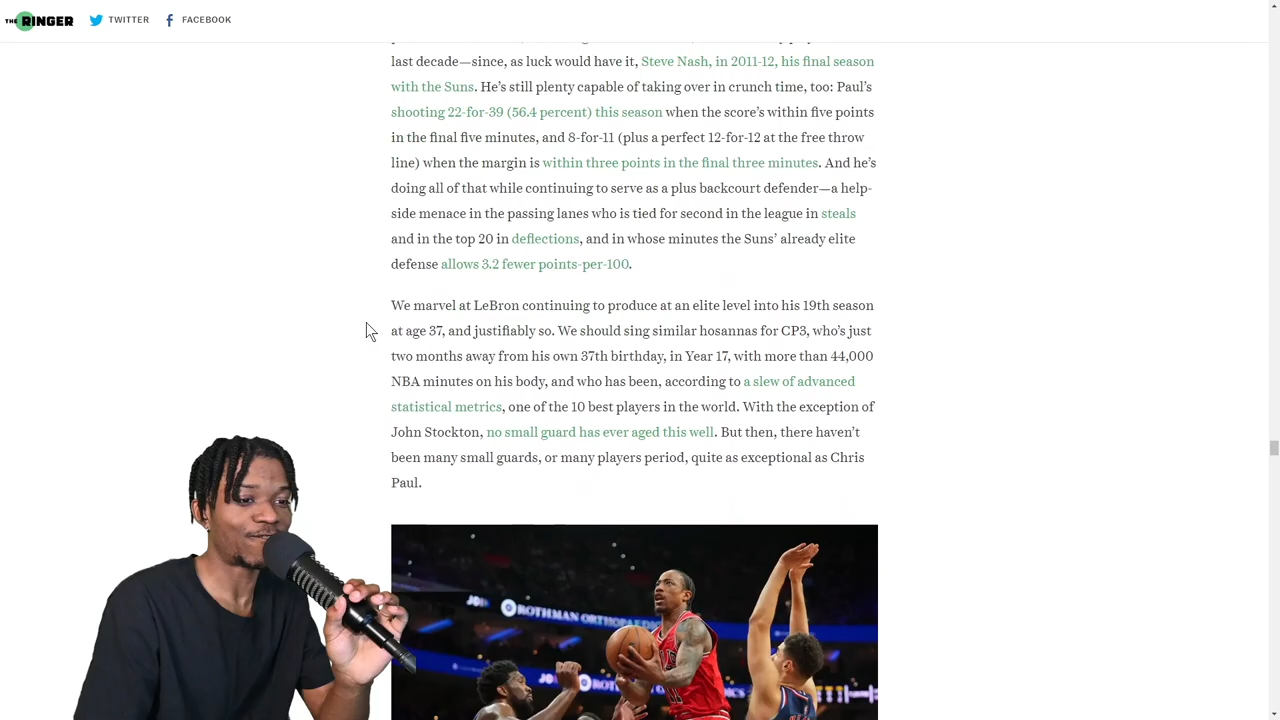 THE RINGER TWITTER FACEBOOK
last decade—since, as luck would have it, Steve Nash, in 2011-12, his final season
with the Suns. He’s still plenty capable of taking over in crunch time, too: Paul’s
shooting 22-for-39 (56.4 percent) this season when the score’s within five points
in the final five minutes, and 8-for-11 (plus a perfect 12-for-12 at the free throw
line) when the margin is within three points in the final three minutes. And he’s
doing all of that while continuing to serve as a plus backcourt defender—a help-
side menace in the passing lanes who is tied for second in the league in steals
and in the top 20 in deflections, and in whose minutes the Suns’ already elite
defense allows 3.2 fewer points-per-100.
We marvel at LeBron continuing to produce at an elite level into his 19th season
at age 37, and justifiably so. We should sing similar hosannas for CP3, who’s just
two months away from his own 37th birthday, in Year 17, with more than 44,000
NBA minutes on his body, and who has been, according to a slew of advanced
statistical metrics, one of the 10 best players in the world. With the exception of
John Stockton, no small guard has ever aged this well. But then, there haven’t
been many small guards, or many players period, quite as exceptional as Chris
Paul.
ROTHMAN ORTHOPAEDIC